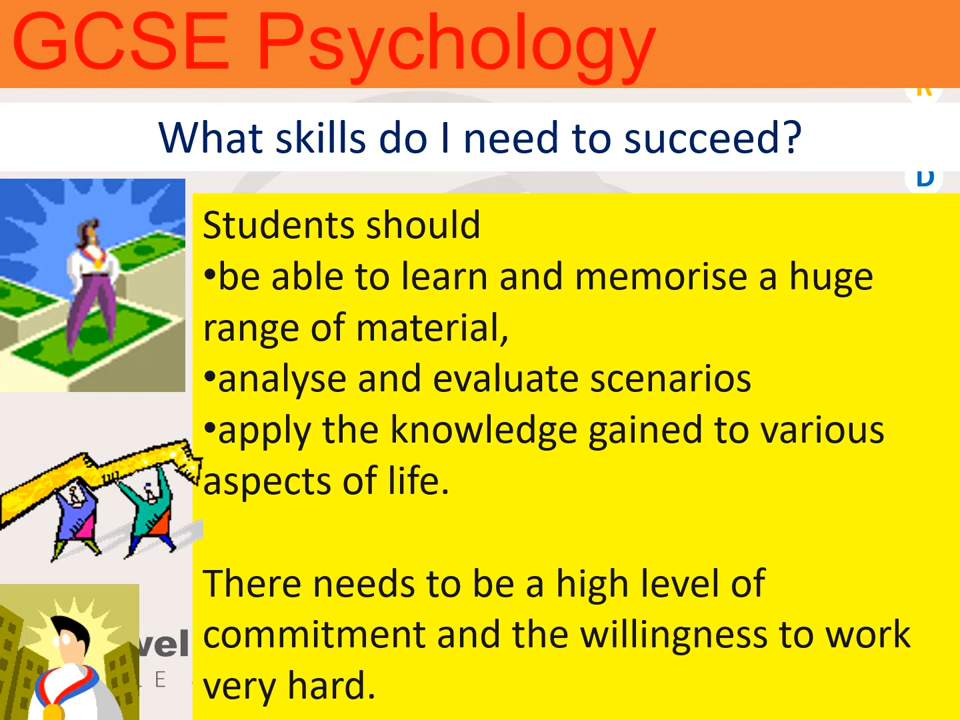 GCSE Psychology
R
What skills do I need to succeed?
D
Students should
•be able to learn and memorise a huge
range of material,
•analyse and evaluate scenarios
•apply the knowledge gained to various
aspects of life.
There needs to be a high level of
commitment and the willingness to work
very hard.
vel
L E